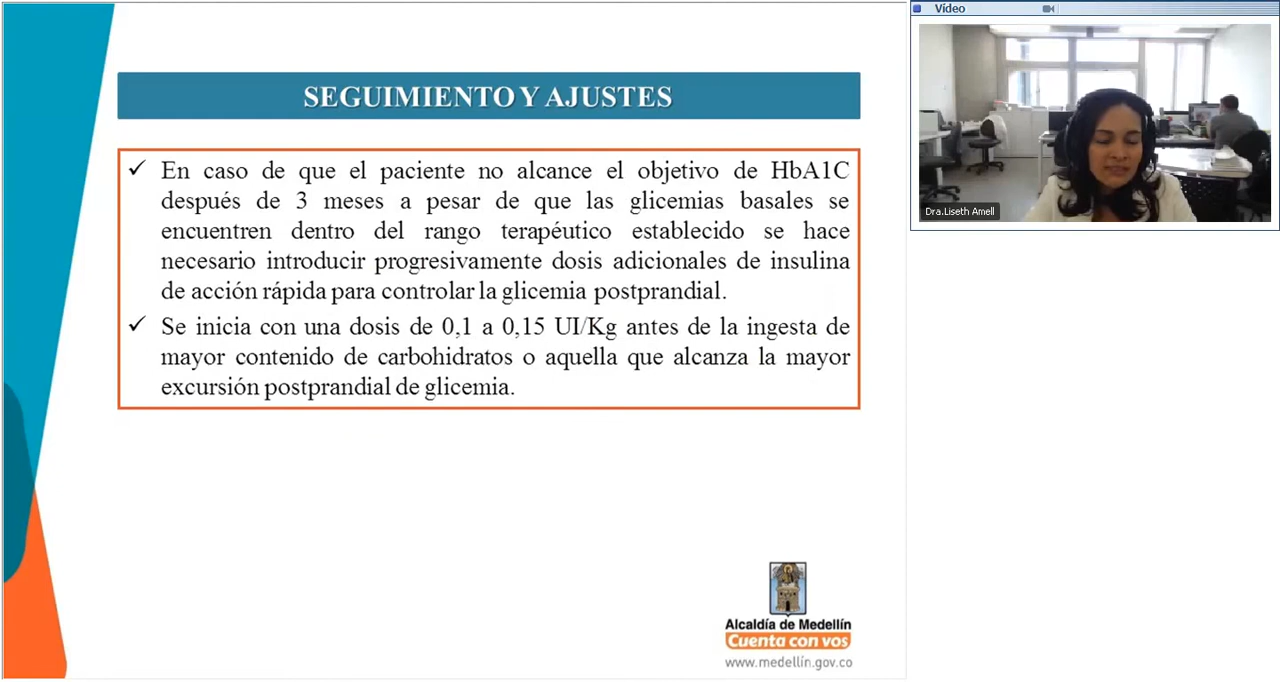 SEGUIMIENTO Y AJUSTES
✓ En caso de que el paciente no alcance el objetivo de HbA1C
después de 3 meses a pesar de que las glicemias basales se
encuentren dentro del rango terapéutico establecido se hace
necesario introducir progresivamente dosis adicionales de insulina
de acción rápida para controlar la glicemia postprandial.
✓ Se inicia con una dosis de 0,1 a 0,15 UI/Kg antes de la ingesta de
mayor contenido de carbohidratos o aquella que alcanza la mayor
excursión postprandial de glicemia.
Alcaldía de Medellín
Cuenta con vos
www.medellín.gov.co
Vídeo
Dra.Liseth Amell